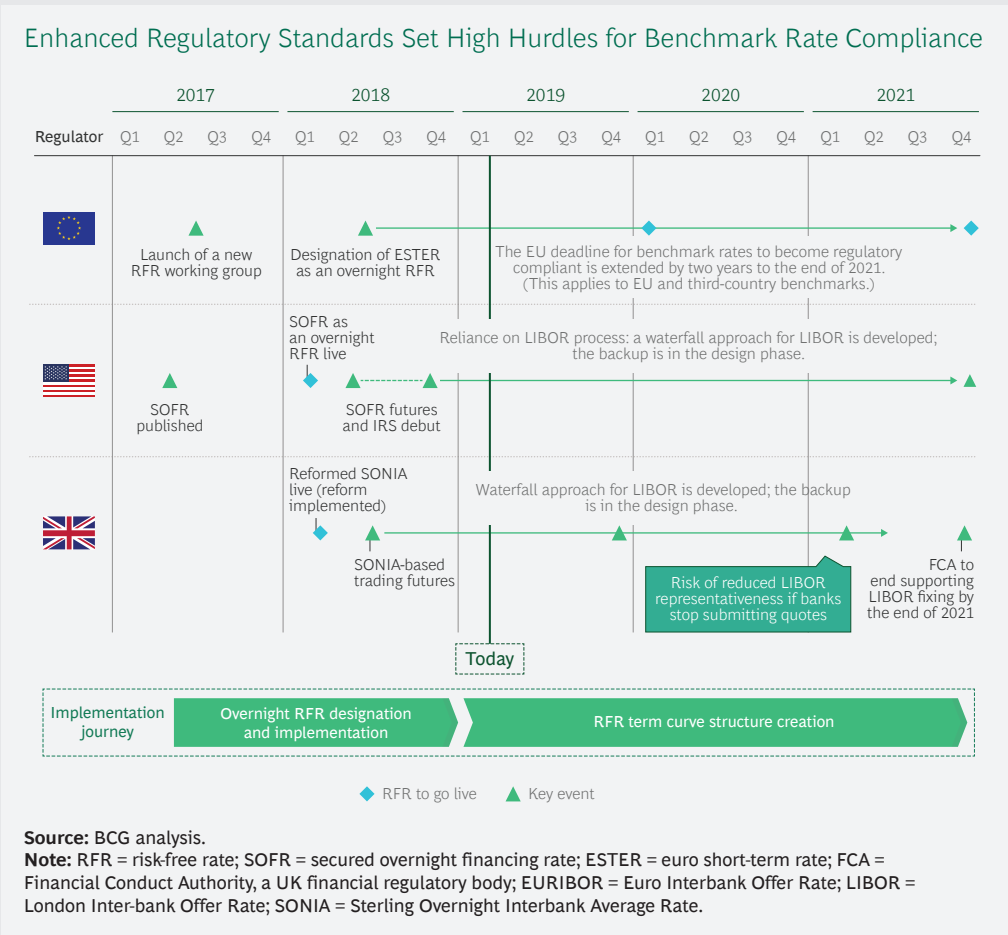 Enhanced Regulatory Standards Set High Hurdles for Benchmark Rate Compliance
2017 2018 2019 2020 2021
Regulator Q1 Q2 Q3 Q4 Q1 Q2 Q3 Q4 Q1 Q2 Q3 Q4 Q1 Q2 Q3 Q4 Q1 Q2 Q3 Q4
Launch of a new
RFR working group
Designation of ESTER
as an overnight RFR
The EU deadline for benchmark rates to become regulatory
compliant is extended by two years to the end of 2021.
(This applies to EU and third-country benchmarks.)
SOFR
published
SOFR as
an overnight
RFR live
SOFR futures
and IRS debut
Reliance on LIBOR process: a waterfall approach for LIBOR is developed;
the backup is in the design phase.
Reformed SONIA
live (reform
implemented)
SONIA-based
trading futures
Waterfall approach for LIBOR is developed; the backup
is in the design phase.
Risk of reduced LIBOR
representativeness if banks
stop submitting quotes
FCA to
end supporting
LIBOR fixing by
the end of 2021
Today
Implementation
journey
Overnight RFR designation
and implementation
RFR term curve structure creation
RFR to go live
Key event
Source: BCG analysis.
Note: RFR = risk-free rate; SOFR = secured overnight financing rate; ESTER = euro short-term rate; FCA =
Financial Conduct Authority, a UK financial regulatory body; EURIBOR = Euro Interbank Offer Rate; LIBOR =
London Inter-bank Offer Rate; SONIA = Sterling Overnight Interbank Average Rate.